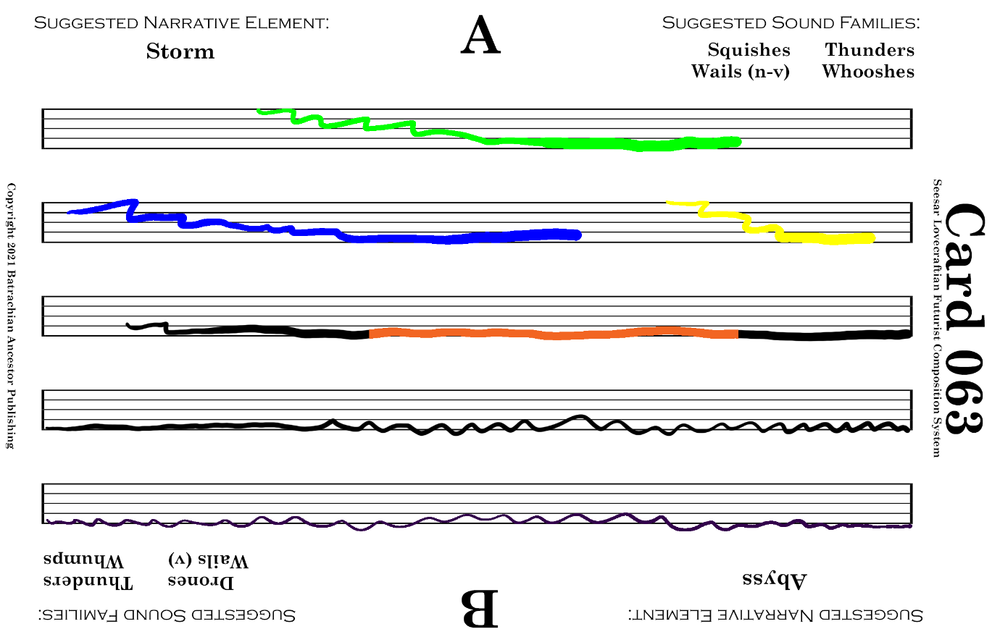 SUGGESTED NARRATIVE ELEMENT:
Storm
A
SUGGESTED SOUND FAMILIES:
Squishes Thunders
Wails (n-v) Whooshes
Copyright 2021 Batrachian Ancestor Publishing
Card 063
Seesar Lovecraftian Futurist Composition System
B
SUGGESTED NARRATIVE ELEMENT:
Abyss
SUGGESTED SOUND FAMILIES:
Drones Thunders
Wails (v) Whumps